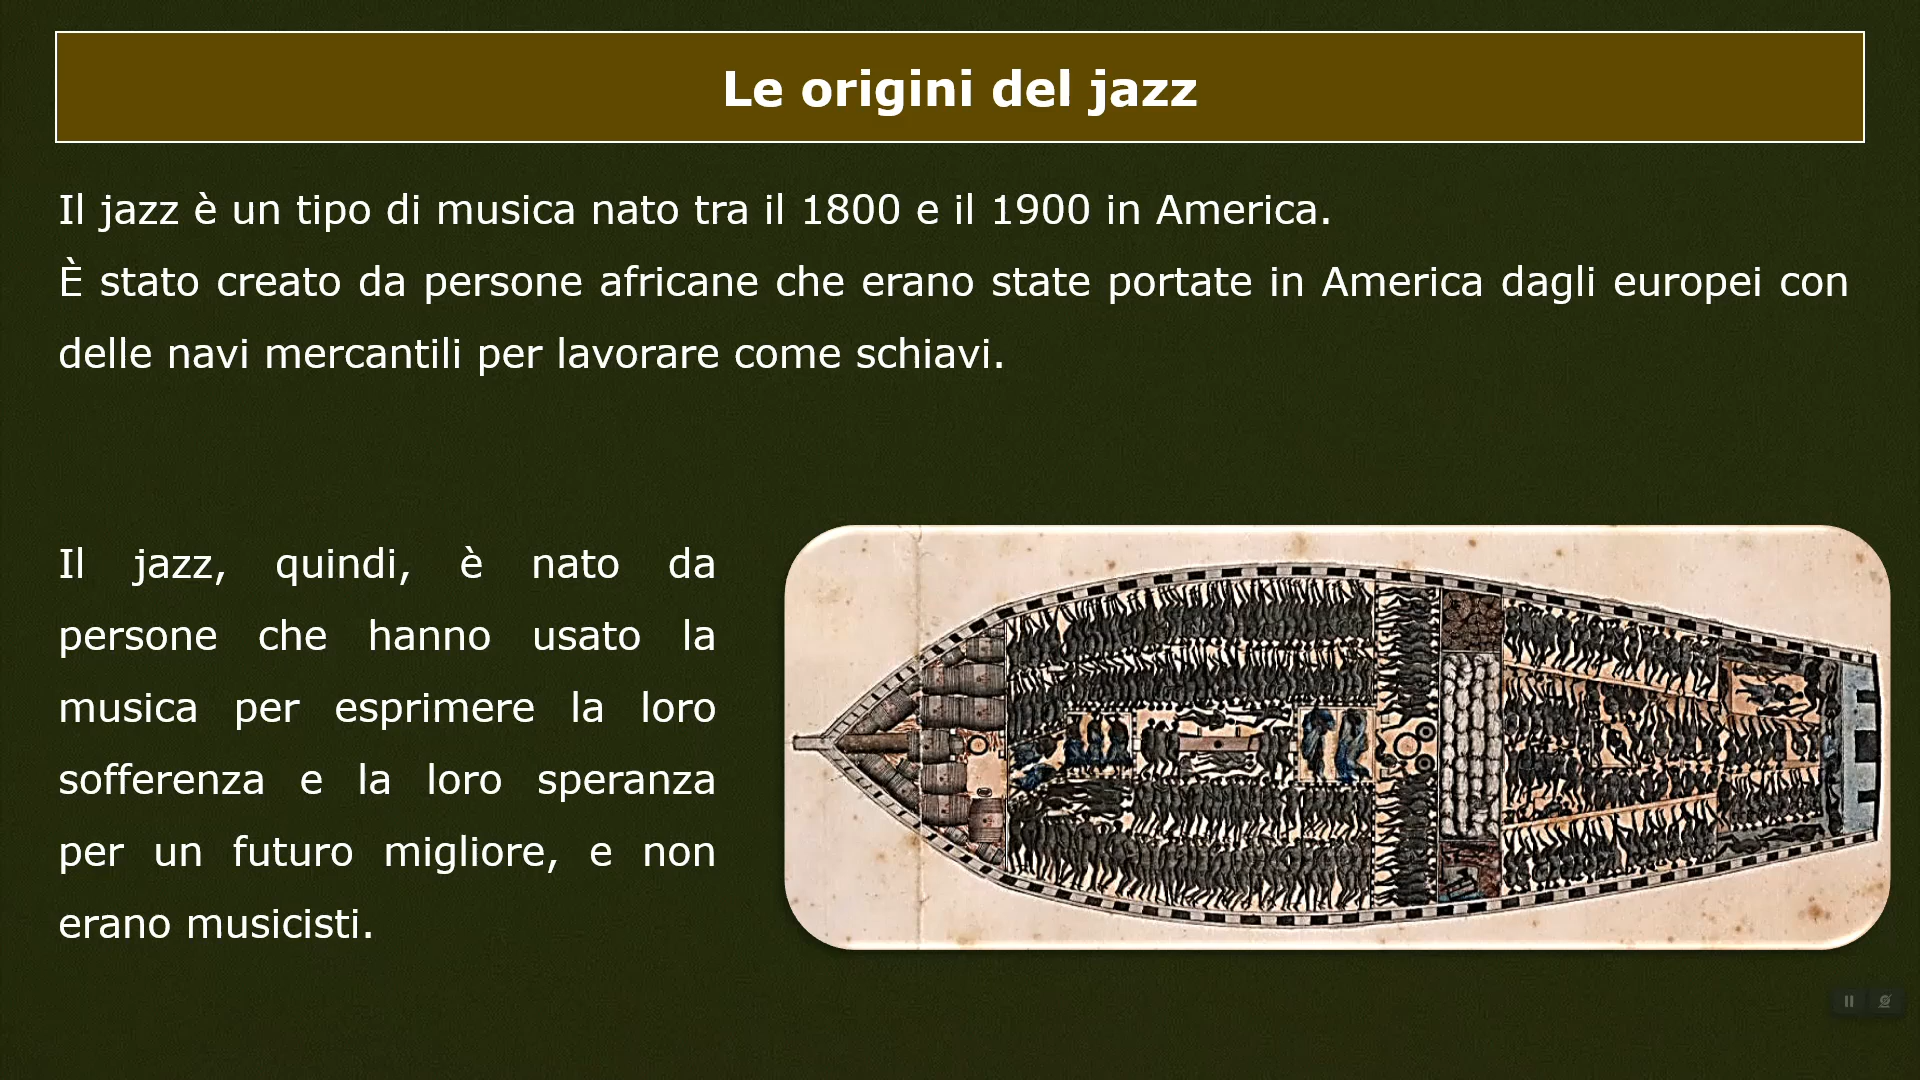 Le origini del jazz
Il jazz è un tipo di musica nato tra il 1800 e il 1900 in America.
È stato creato da persone africane che erano state portate in America dagli europei con
delle navi mercantili per lavorare come schiavi.
Il jazz, quindi, è nato da
persone che hanno usato la
musica per esprimere la loro
sofferenza e la loro speranza
per un futuro migliore, e non
erano musicisti.